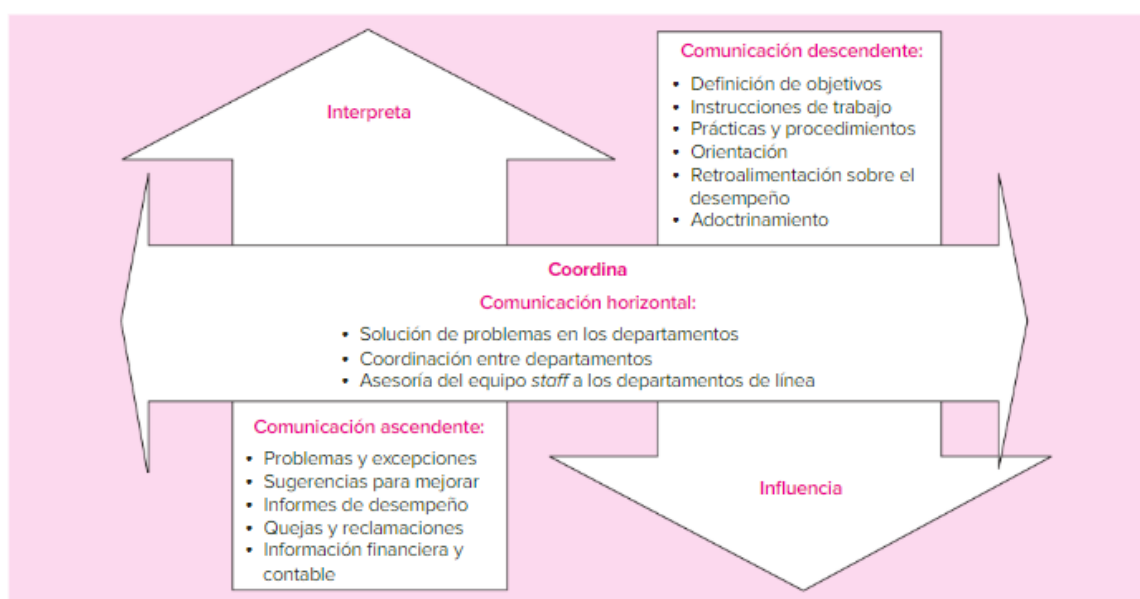 Interpreta
Comunicación descendente:
• Definición de objetivos
• Instrucciones de trabajo
• Prácticas y procedimientos
• Orientación
• Retroalimentación sobre el
desempeño
• Adoctrinamiento
Coordina
Comunicación horizontal:
• Solución de problemas en los departamentos
• Coordinación entre departamentos
• Asesoría del equipo staff a los departamentos de línea
Comunicación ascendente:
• Problemas y excepciones
• Sugerencias para mejorar
• Informes de desempeño
• Quejas y reclamaciones
• Información financiera y
contable
Influencia